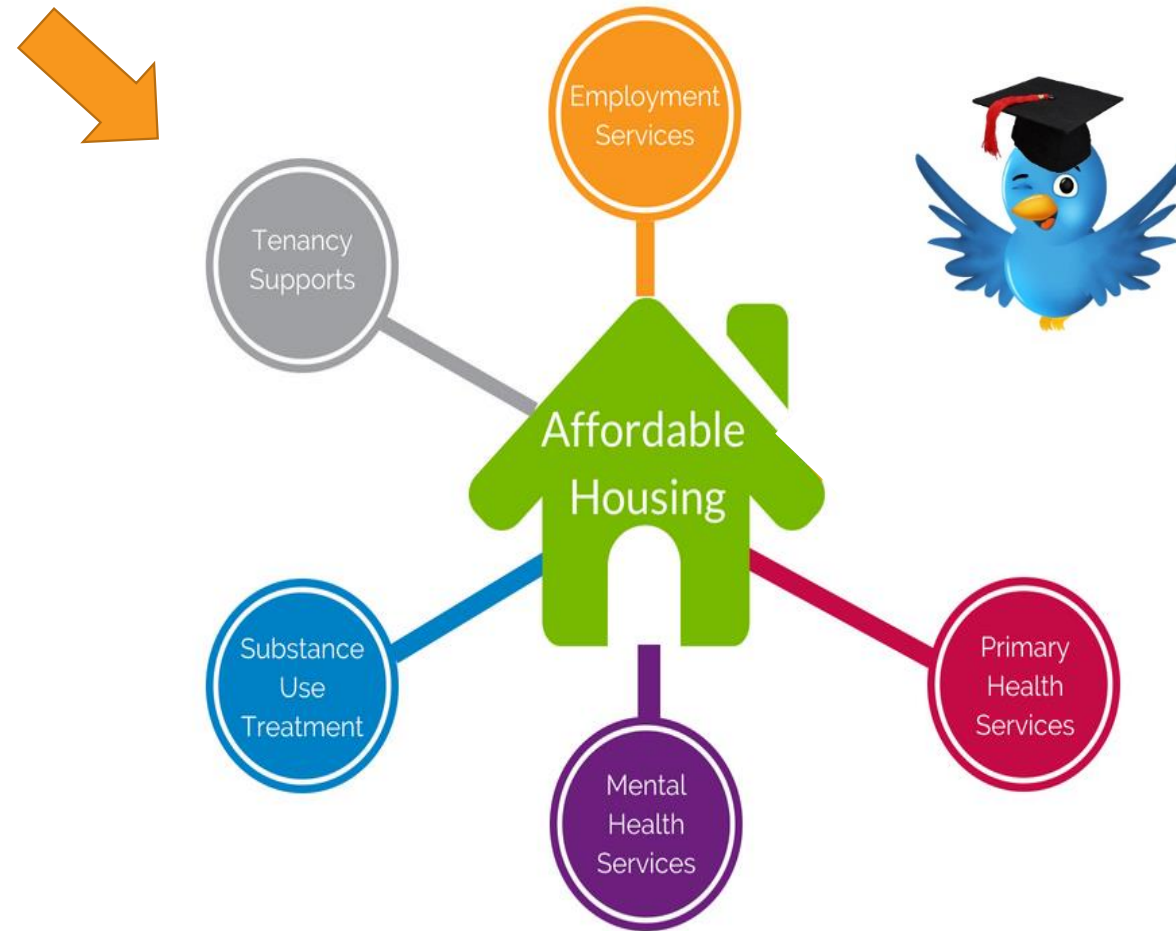 Employment
Services
Tenancy
Supports
Affordable
Housing
Substance
Use
Treatment
Primary
Health
Services
Mental
Health
Services